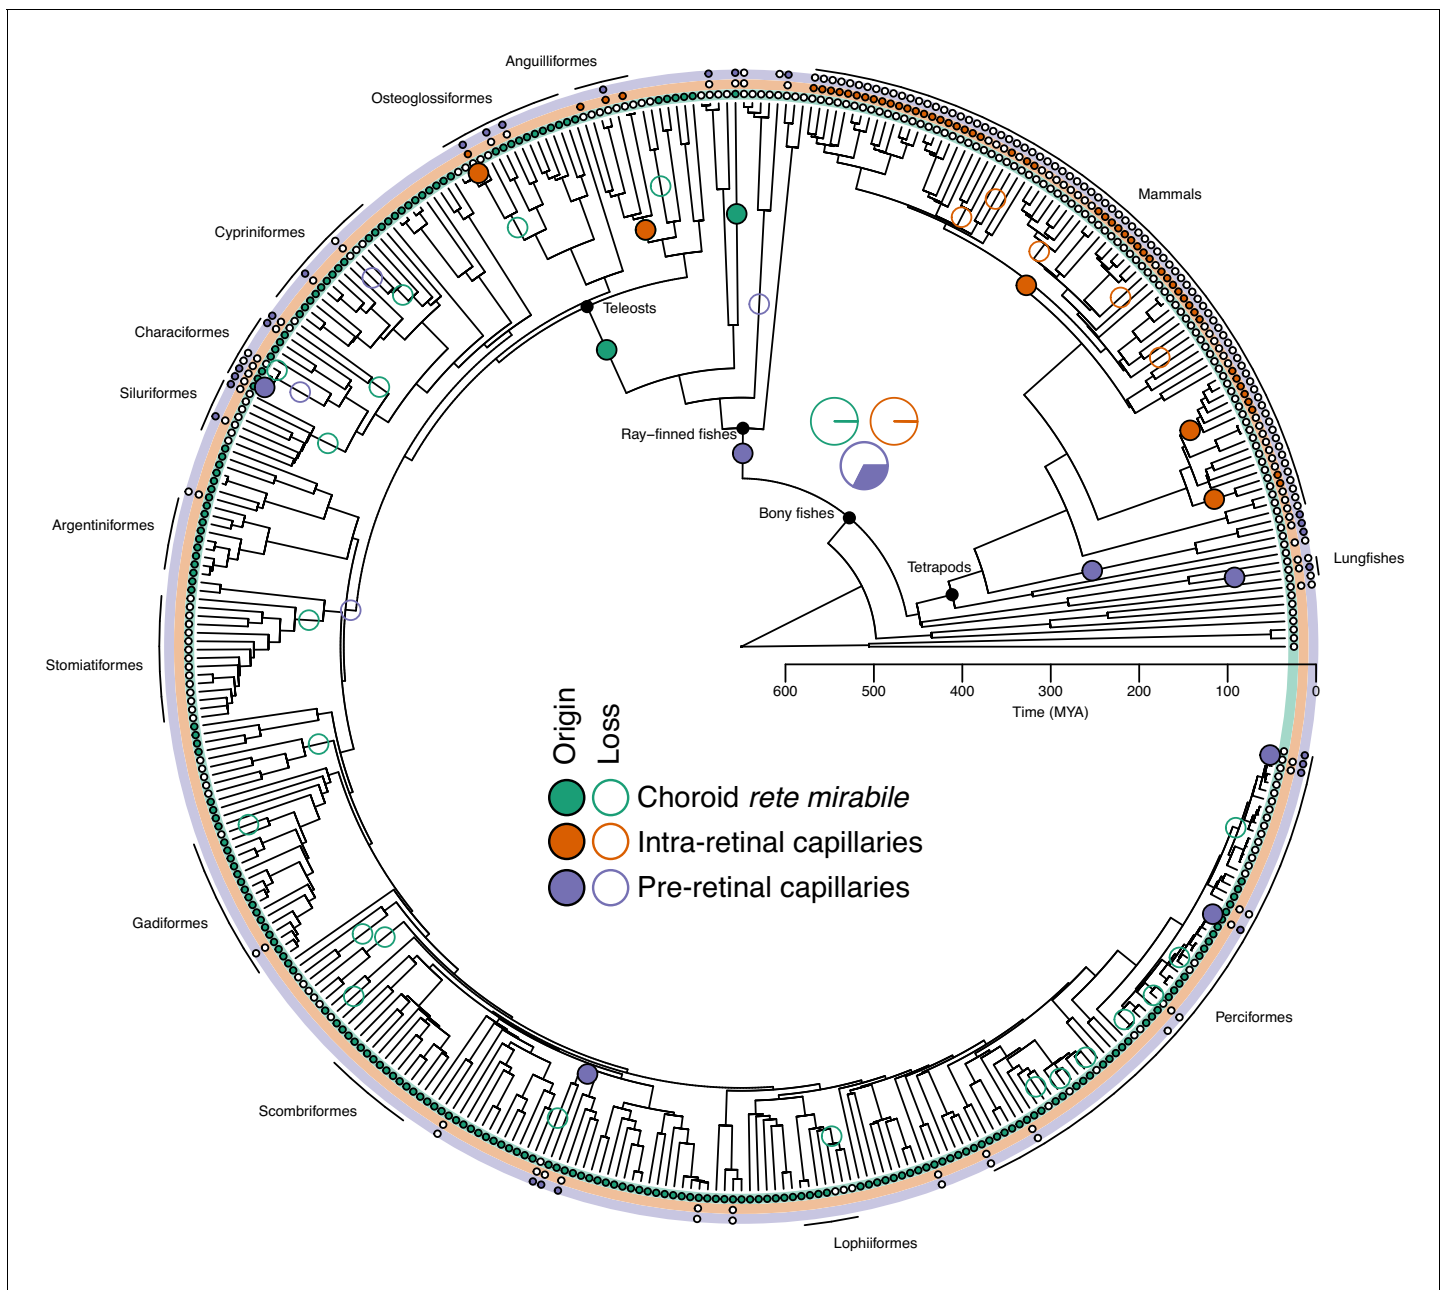 Anguilliformes
Osteoglossiformes
Mammals
Cypriniformes
Teleosts
Characiformes
Siluriformes
Ray–finned fishes
Bony fishes
Argentiniformes
Tetrapods
Lungfishes
Stomiatiformes
600 500 400 300 200 100 0
Time (MYA)
Origin
Loss
Choroid rete mirabile
Intra-retinal capillaries
Pre-retinal capillaries
Gadiformes
Perciformes
Scombriformes
Lophiiformes